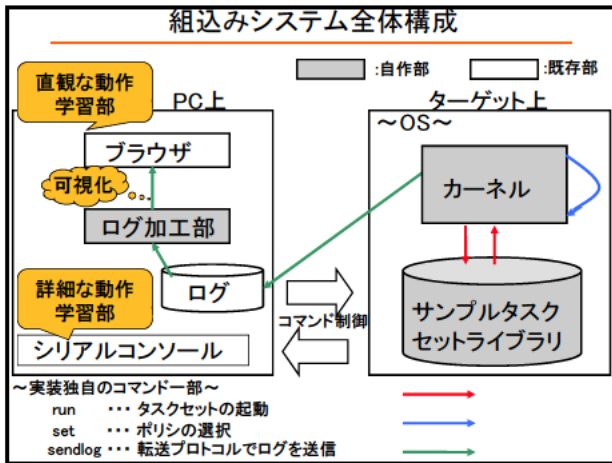 組込みシステム全体構成
:自作部
:既存部
直観な動作
学習部
PC上
ターゲット上
~OS~
ブラウザ
可視化
カーネル
ログ加工部
ログ
詳細な動作
学習部
コマンド制御
サンプルタスク
セットライブラリ
シリアルコンソール
~実装独自のコマンド一部~
run ・・・ タスクセットの起動
set ・・・ ポリシの選択
sendlog ・・・ 転送プロトコルでログを送信